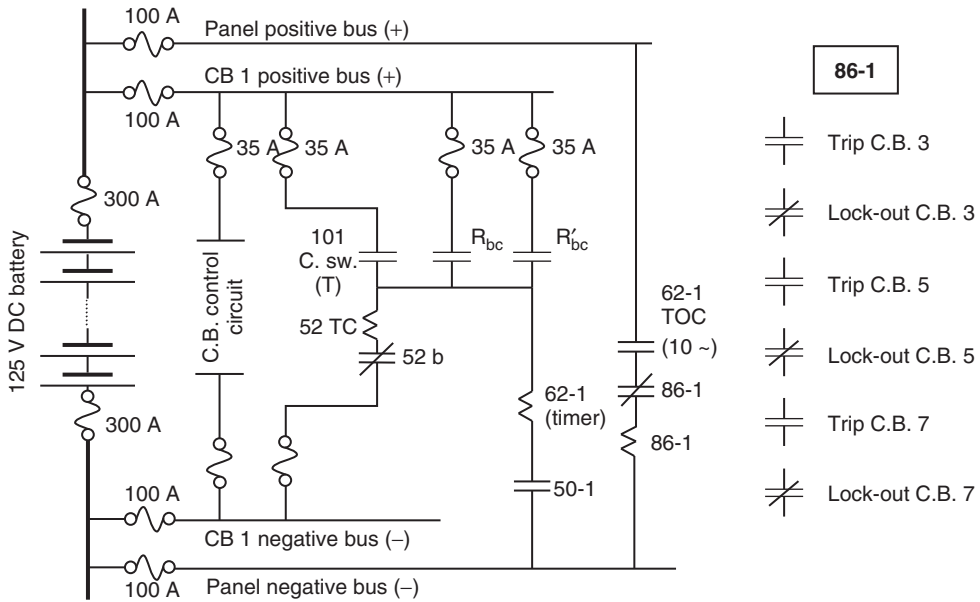 100 A
Panel positive bus (+)
CB 1 positive bus (+)
100 A
35 A
35 A
35 A
35 A
300 A
125 V DC battery
C.B. control
circuit
101
C. sw.
(T)
R_bc
R′_bc
52 TC
52 b
62-1
TOC
(10 ~)
86-1
86-1
62-1
(timer)
50-1
300 A
100 A
CB 1 negative bus (−)
100 A
Panel negative bus (−)
86-1
Trip C.B. 3
Lock-out C.B. 3
Trip C.B. 5
Lock-out C.B. 5
Trip C.B. 7
Lock-out C.B. 7